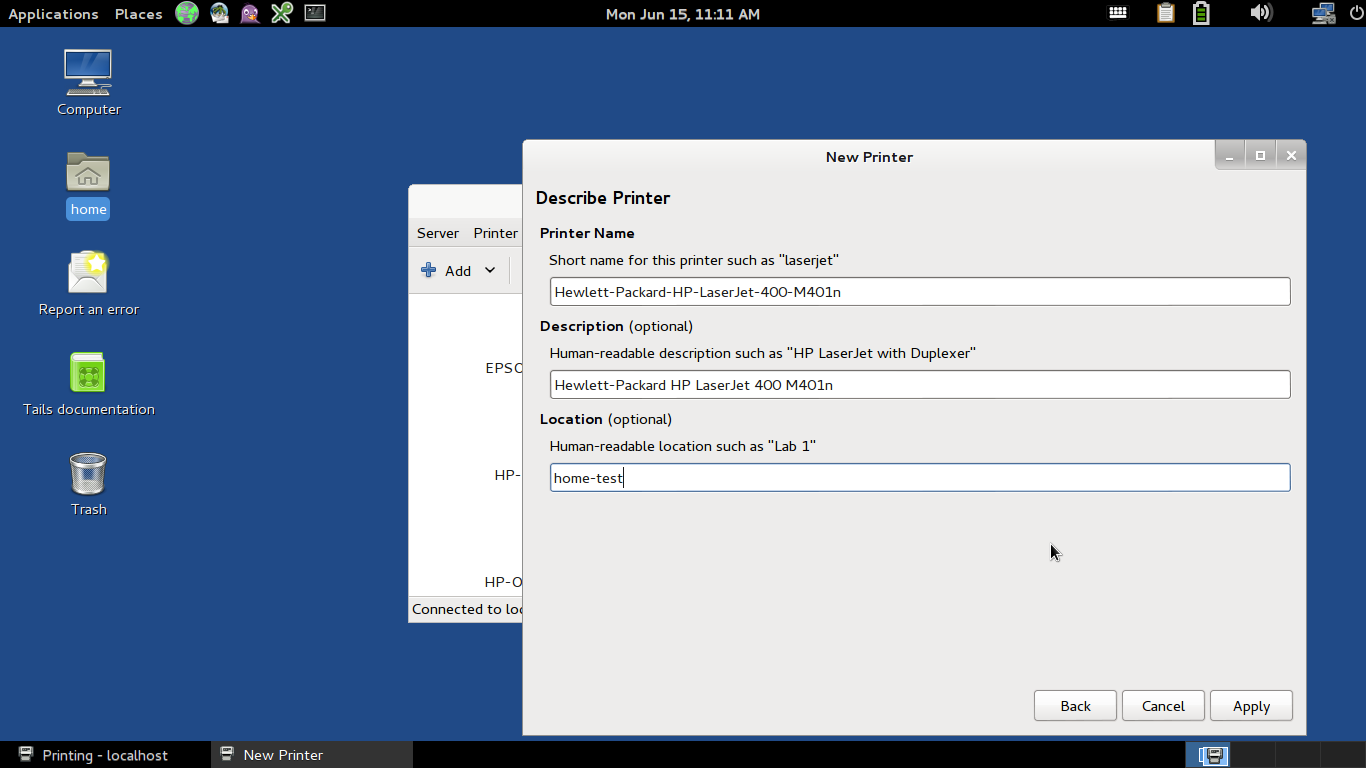 Applications Places Mon Jun 15, 11:11 AM
Computer
home
Report an error
Tails documentation
Trash
Server Printer
Add
EPSO
HP-
HP-O
Connected to loc
New Printer
Describe Printer
Printer Name
Short name for this printer such as "laserjet"
Hewlett-Packard-HP-LaserJet-400-M401n
Description (optional)
Human-readable description such as "HP LaserJet with Duplexer"
Hewlett-Packard HP LaserJet 400 M401n
Location (optional)
Human-readable location such as "Lab 1"
home-test
Back Cancel Apply
Printing - localhost New Printer